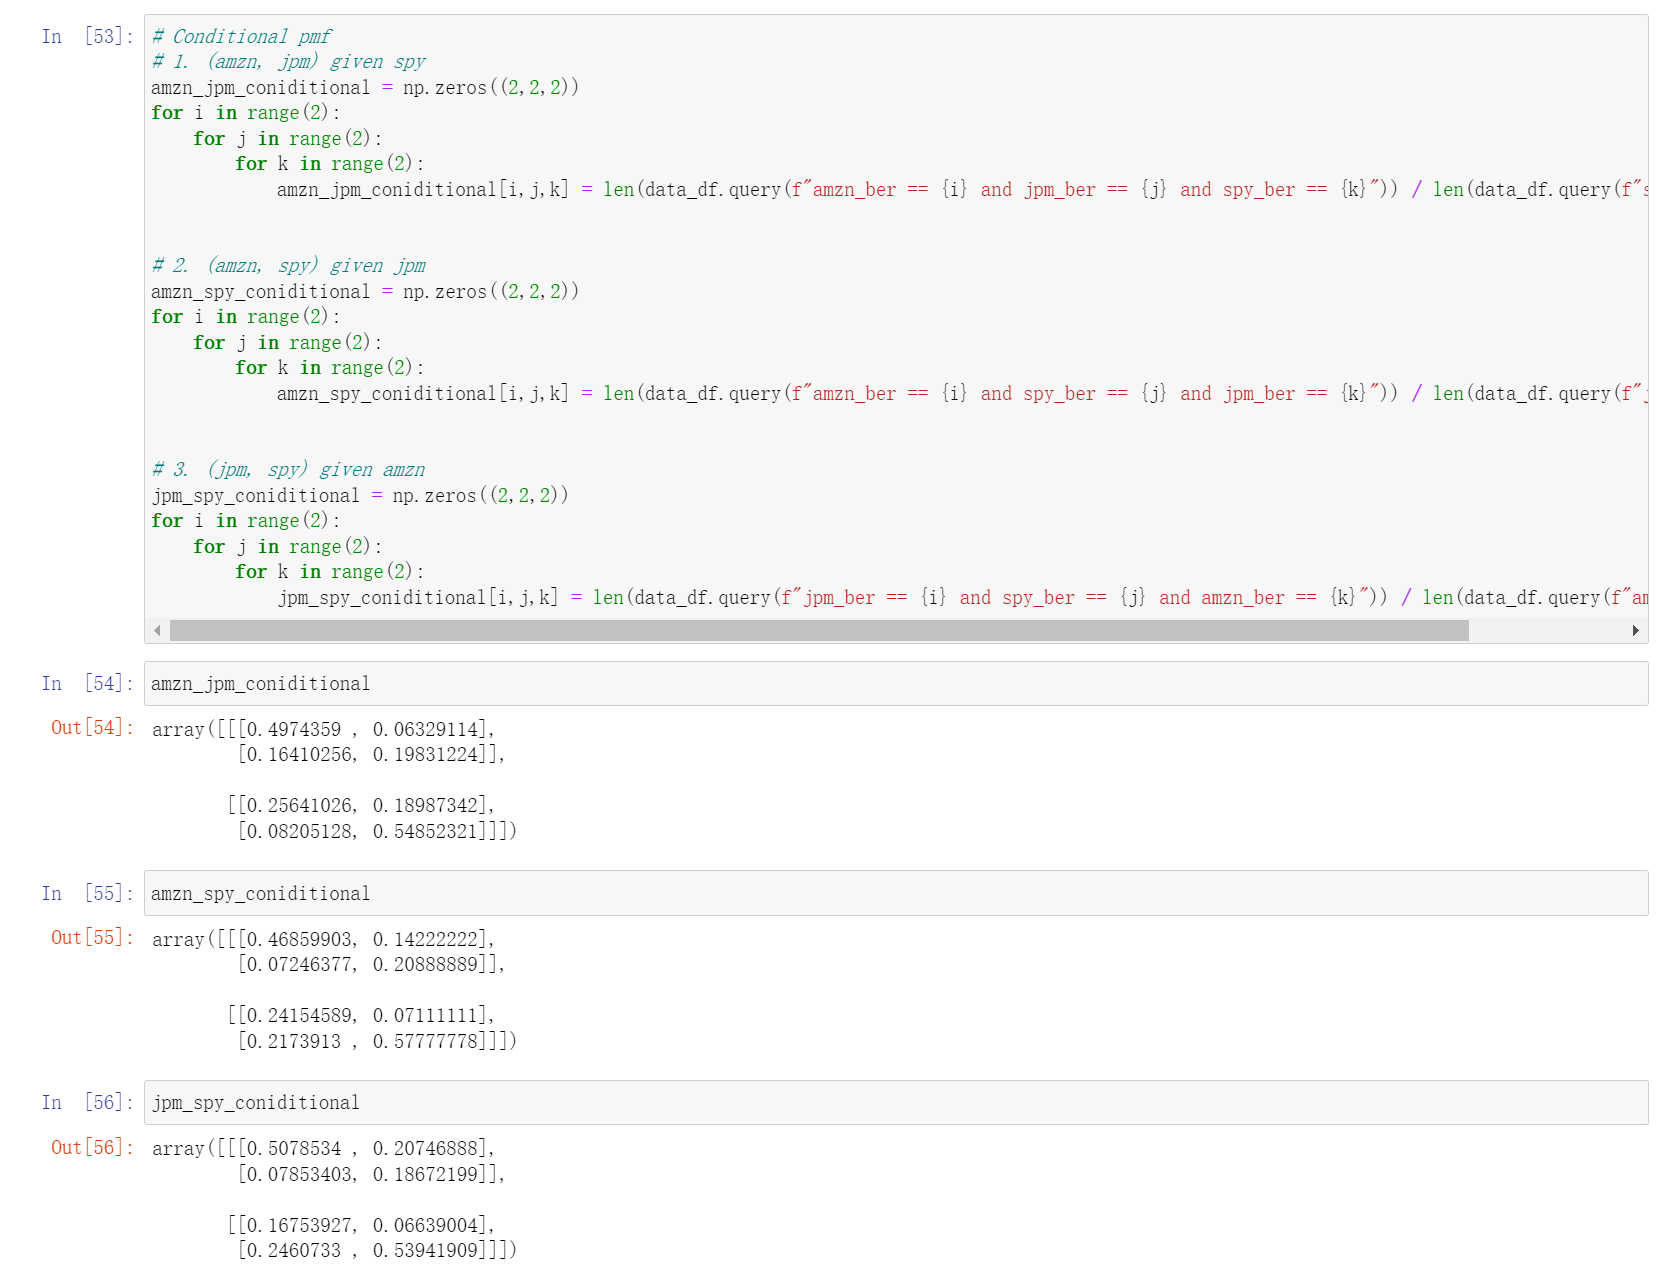 In [53]:
# Conditional pmf
# 1. (amzn, jpm) given spy
amzn_jpm_coniditional = np.zeros((2,2,2))
for i in range(2):
    for j in range(2):
        for k in range(2):
            amzn_jpm_coniditional[i,j,k] = len(data_df.query(f"amzn_ber == {i} and jpm_ber == {j} and spy_ber == {k}")) / len(data_df.query(f"s
# 2. (amzn, spy) given jpm
amzn_spy_coniditional = np.zeros((2,2,2))
for i in range(2):
    for j in range(2):
        for k in range(2):
            amzn_spy_coniditional[i,j,k] = len(data_df.query(f"amzn_ber == {i} and spy_ber == {j} and jpm_ber == {k}")) / len(data_df.query(f"j
# 3. (jpm, spy) given amzn
jpm_spy_coniditional = np.zeros((2,2,2))
for i in range(2):
    for j in range(2):
        for k in range(2):
            jpm_spy_coniditional[i,j,k] = len(data_df.query(f"jpm_ber == {i} and spy_ber == {j} and amzn_ber == {k}")) / len(data_df.query(f"am
In [54]: amzn_jpm_coniditional
Out[54]: array([[[0.4974359 , 0.06329114],
        [0.16410256, 0.19831224]],
       [[0.25641026, 0.18987342],
        [0.08205128, 0.54852321]]])
In [55]: amzn_spy_coniditional
Out[55]: array([[[0.46859903, 0.14222222],
        [0.07246377, 0.20888889]],
       [[0.24154589, 0.07111111],
        [0.2173913 , 0.57777778]]])
In [56]: jpm_spy_coniditional
Out[56]: array([[[0.5078534 , 0.20746888],
        [0.07853403, 0.18672199]],
       [[0.16753927, 0.06639004],
        [0.2460733 , 0.53941909]]])